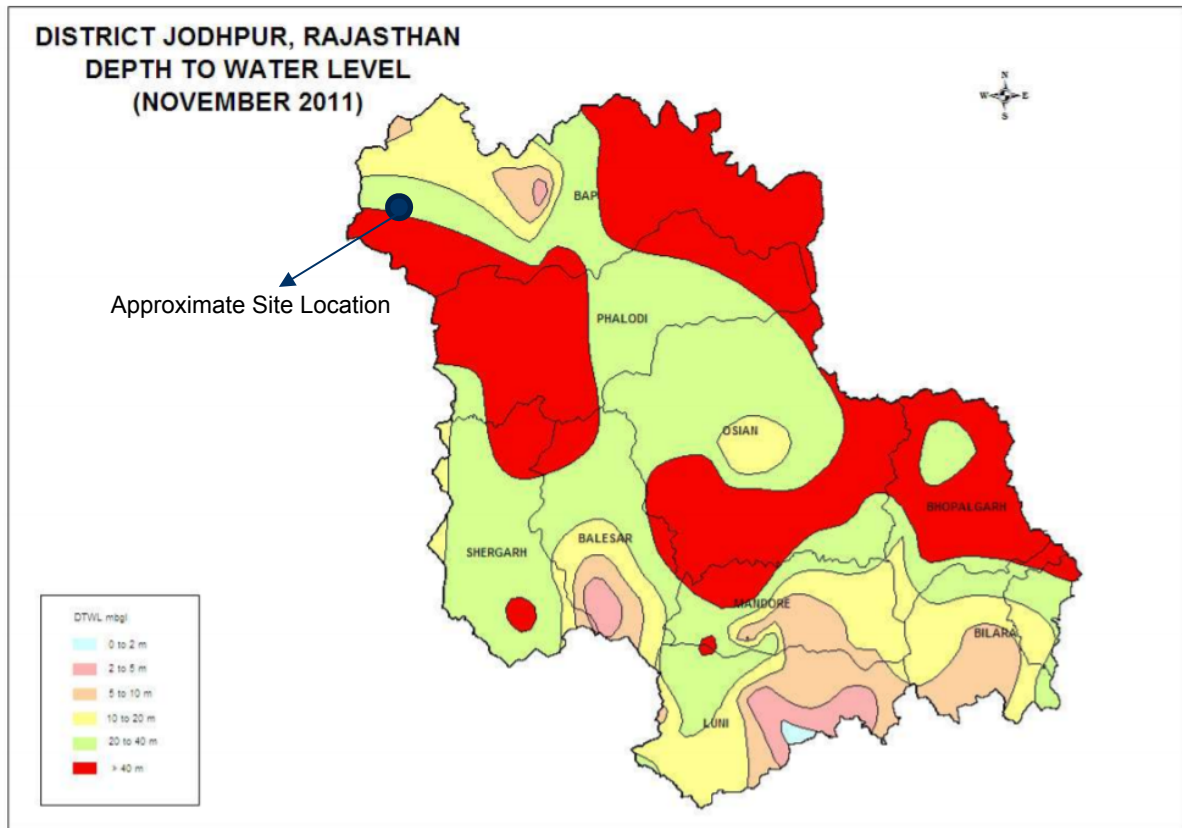 DISTRICT JODHPUR, RAJASTHAN
DEPTH TO WATER LEVEL
(NOVEMBER 2011)
N
W E
S
BAP
Approximate Site Location
PHALODI
OSIAN
BHOPALGARH
BALESAR
SHERGARH
MANDORE
BILARA
LUNI
DTWL mbgl
0 to 2 m
2 to 5 m
5 to 10 m
10 to 20 m
20 to 40 m
> 40 m